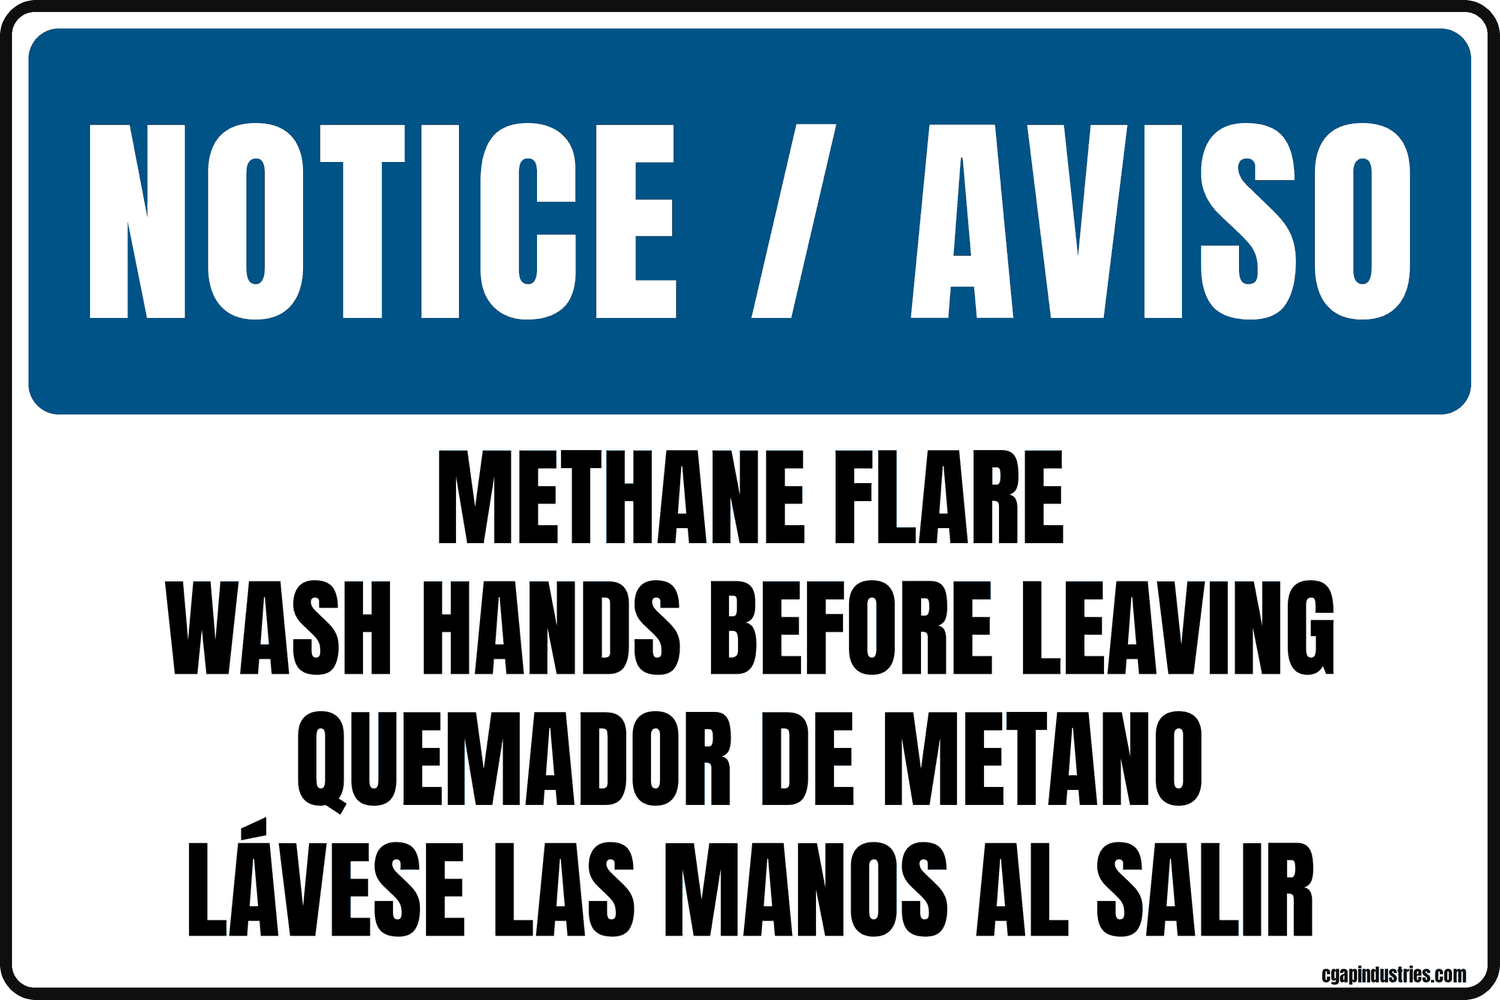 NOTICE / AVISO
METHANE FLARE
WASH HANDS BEFORE LEAVING
QUEMADOR DE METANO
LÁVESE LAS MANOS AL SALIR
cgapindustries.com